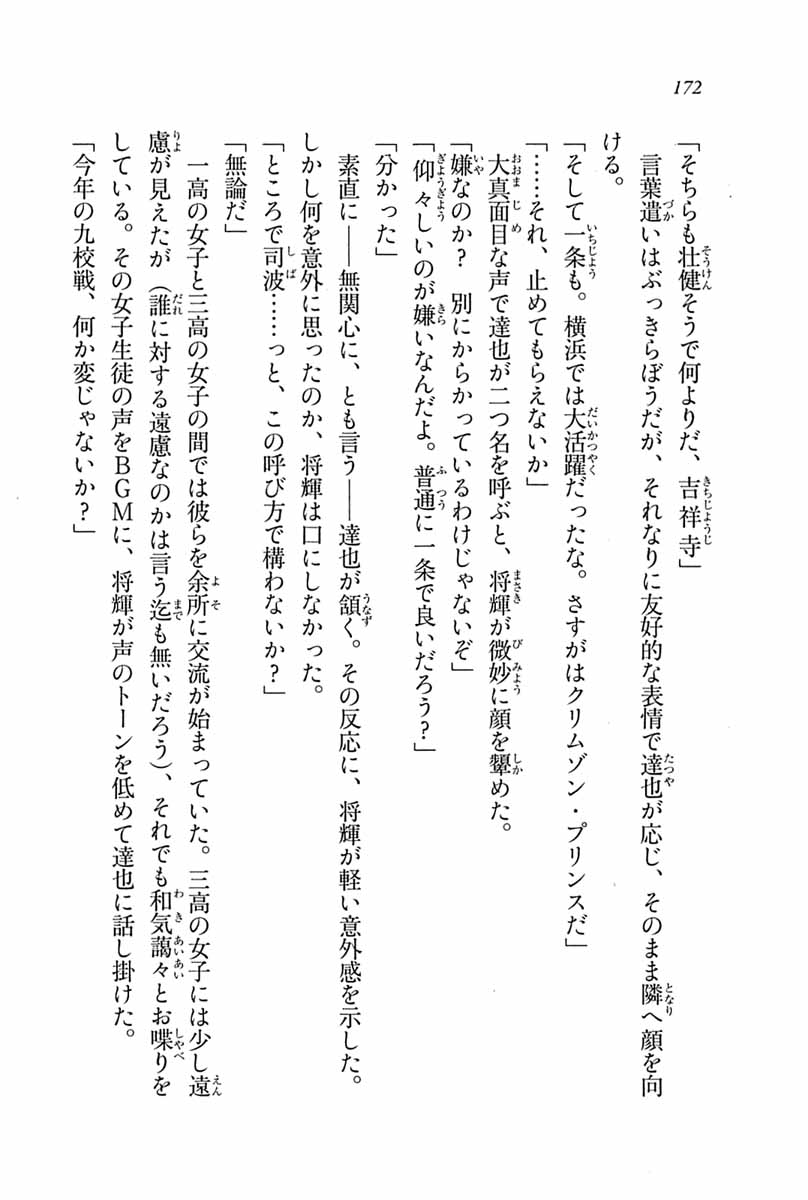 172
「そちらも壮健そうで何よりだ、吉祥寺」
　言葉遣いはぶっきらぼうだが、それなりに友好的な表情で達也が応じ、そのまま隣へ顔を向
ける。
「そして一条も。横浜では大活躍だったな。さすがはクリムゾン・プリンスだ」
「……それ、止めてもらえないか」
　大真面目な声で達也が二つ名を呼ぶと、将輝が微妙に顔を顰めた。
「嫌なのか？　別にからかっているわけじゃないぞ」
「仰々しいのが嫌いなんだよ。普通に一条で良いだろう？」
「分かった」
　素直に――無関心に、とも言う――達也が頷く。その反応に、将輝が軽い意外感を示した。
しかし何を意外に思ったのか、将輝は口にしなかった。
「ところで司波……っと、この呼び方で構わないか？」
「無論だ」
　一高の女子と三高の女子の間では彼らを余所に交流が始まっていた。三高の女子には少し遠
慮が見えたが（誰に対する遠慮なのかは言う迄も無いだろう）、それでも和気藹々とお喋りを
している。その女子生徒の声をＢＧＭに、将輝が声のトーンを低めて達也に話し掛けた。
「今年の九校戦、何か変じゃないか？」